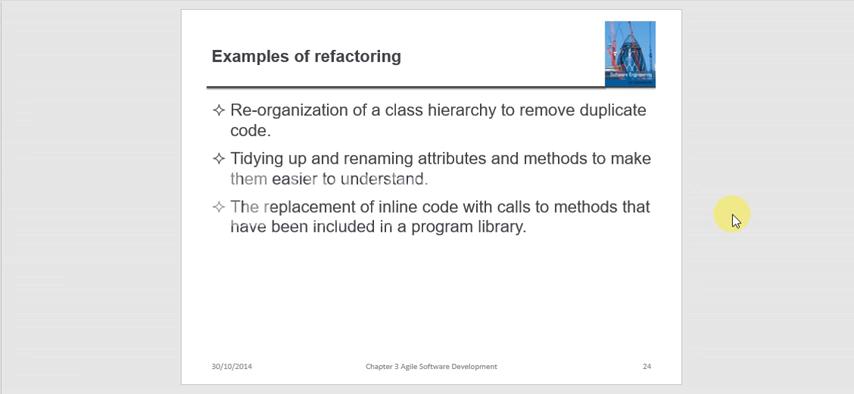 Examples of refactoring
Software Engineering
✧ Re-organization of a class hierarchy to remove duplicate
code.
✧ Tidying up and renaming attributes and methods to make
them easier to understand.
✧ The replacement of inline code with calls to methods that
have been included in a program library.
30/10/2014 Chapter 3 Agile Software Development 24